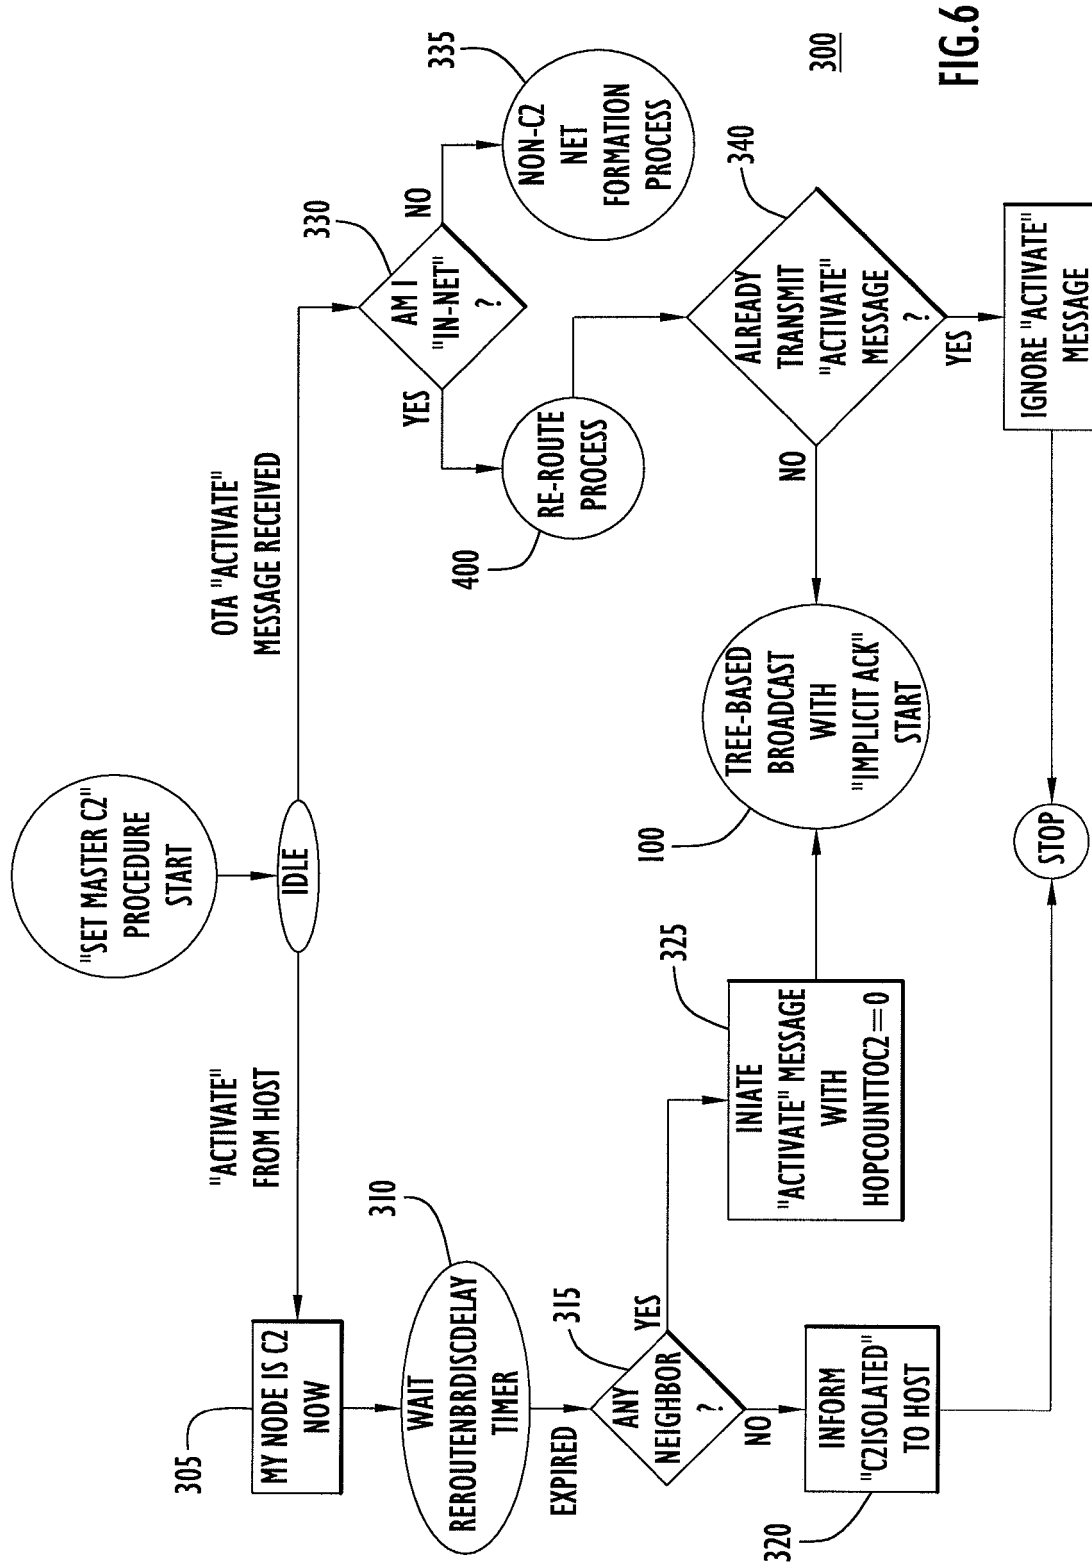 "SET MASTER C2"
PROCEDURE
START
IDLE
"ACTIVATE"
FROM HOST
OTA "ACTIVATE"
MESSAGE RECEIVED
305
MY NODE IS C2
NOW
310
WAIT
REROUTENBRDISCDELAY
TIMER
EXPIRED
315
ANY
NEIGHBOR
?
YES
NO
320
INFORM
"C2ISOLATED"
TO HOST
325
INIATE
"ACTIVATE" MESSAGE
WITH
HOPCOUNTTOC2==0
100
TREE-BASED
BROADCAST
WITH
"IMPLICIT ACK"
START
330
AM I
"IN-NET"
?
YES
NO
335
NON-C2
NET
FORMATION
PROCESS
400
RE-ROUTE
PROCESS
340
ALREADY
TRANSMIT
"ACTIVATE"
MESSAGE
?
NO
YES
IGNORE "ACTIVATE"
MESSAGE
STOP
300
FIG.6